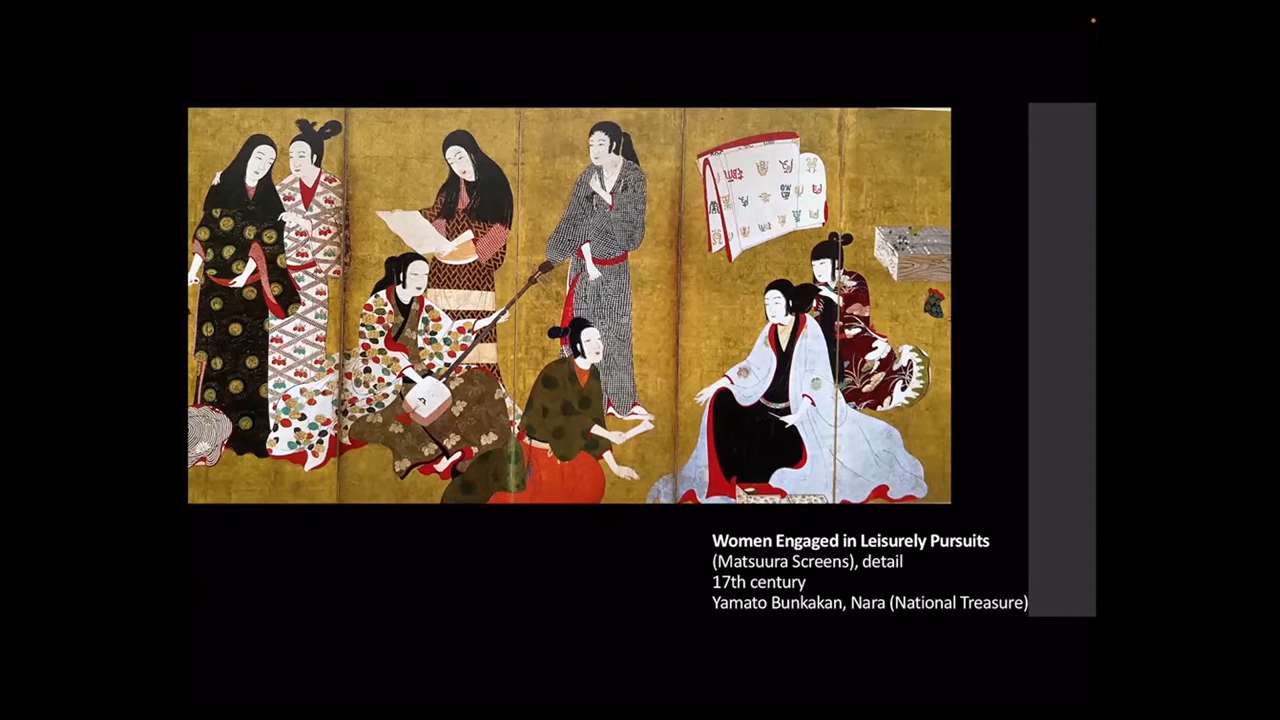 Women Engaged in Leisurely Pursuits
(Matsuura Screens), detail
17th century
Yamato Bunkakan, Nara (National Treasure)